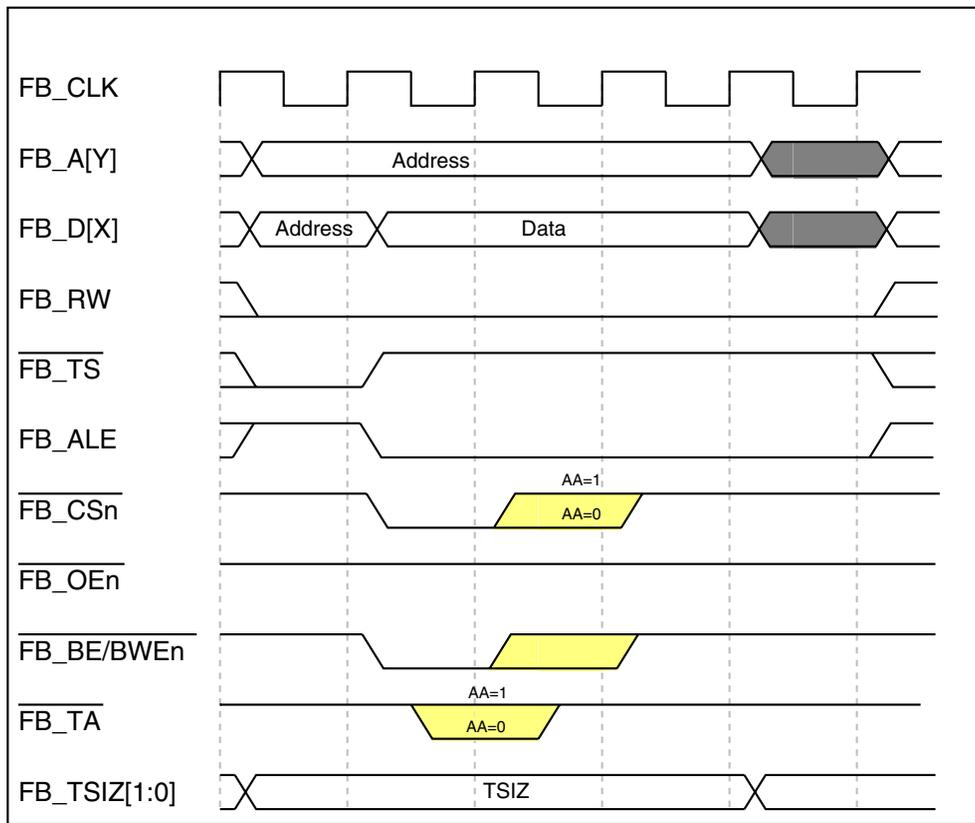 FB_CLK
FB_A[Y]
Address
FB_D[X]
Address
Data
FB_RW
FB_TS
FB_ALE
AA=1
FB_CSn
AA=0
FB_OEn
FB_BE/BWEn
AA=1
FB_TA
AA=0
FB_TSIZ[1:0]
TSIZ